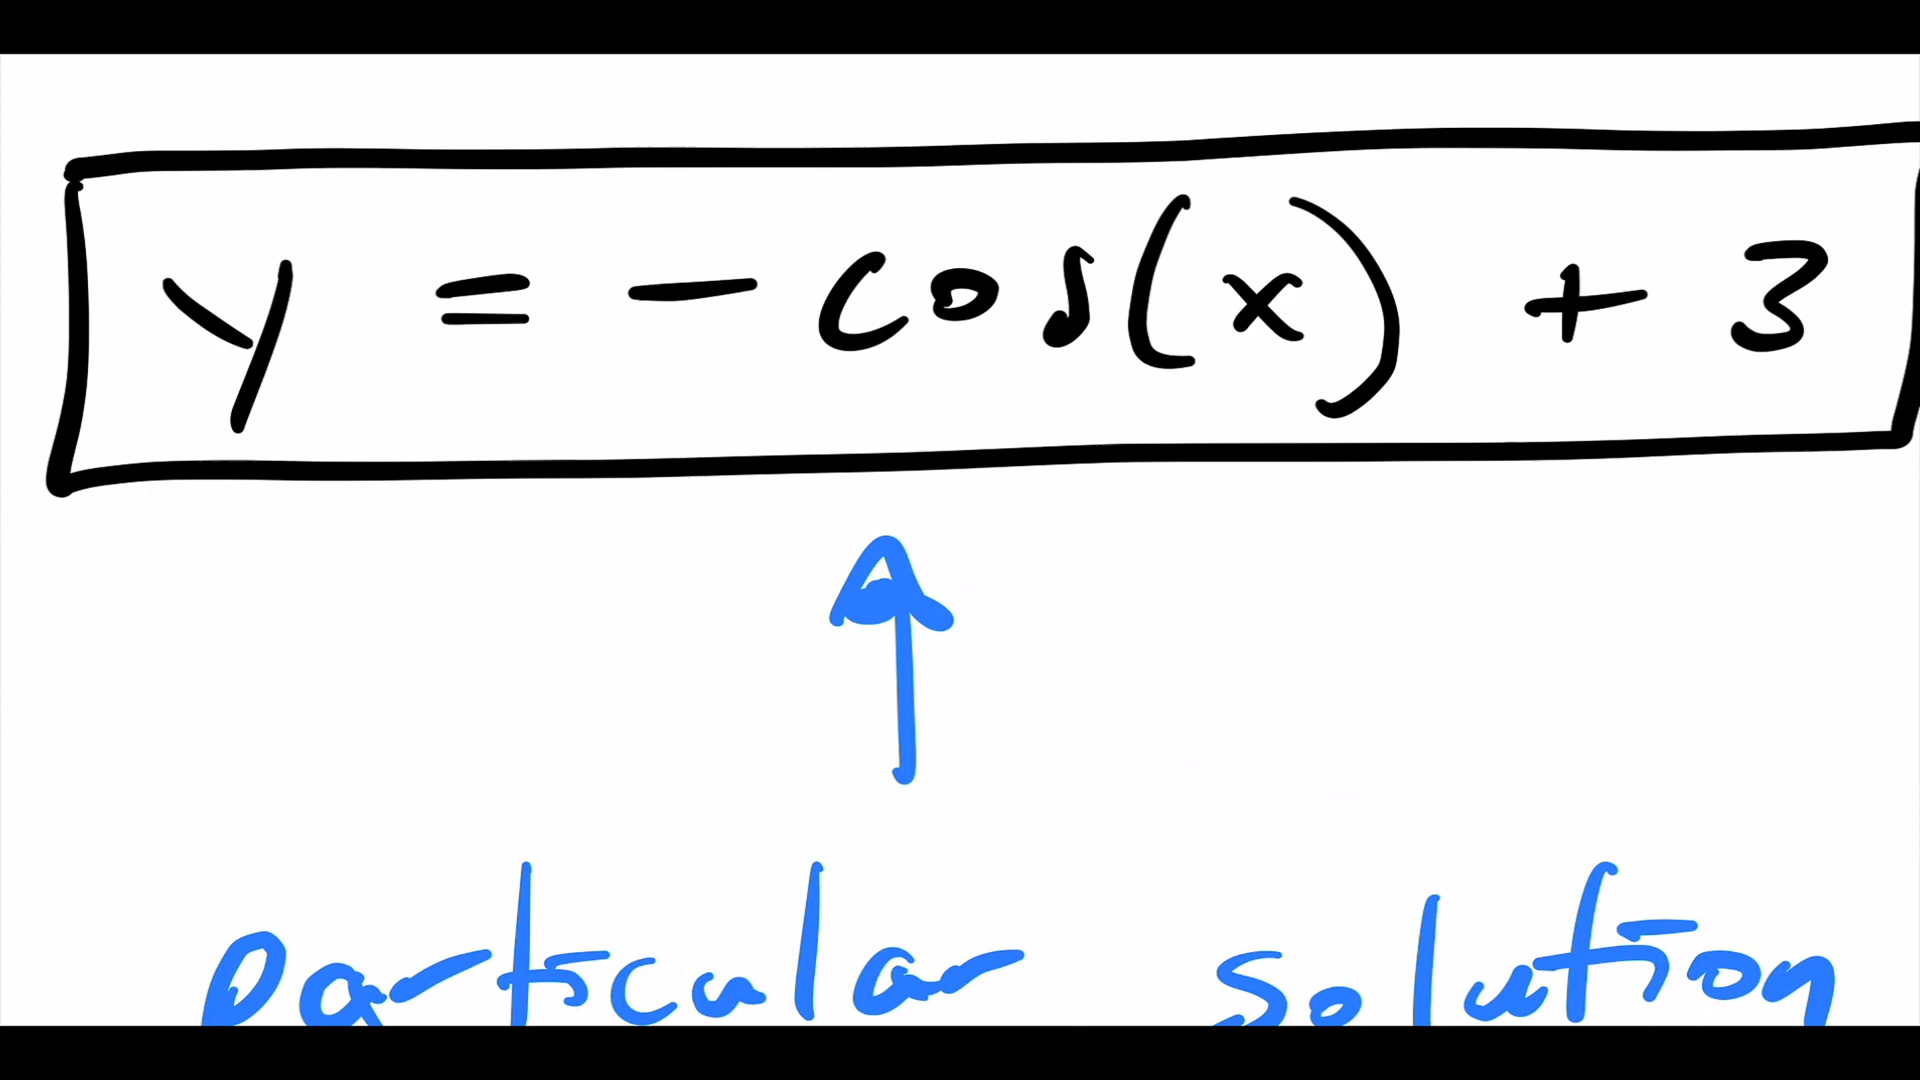 y = - cos(x) + 3
particular solution